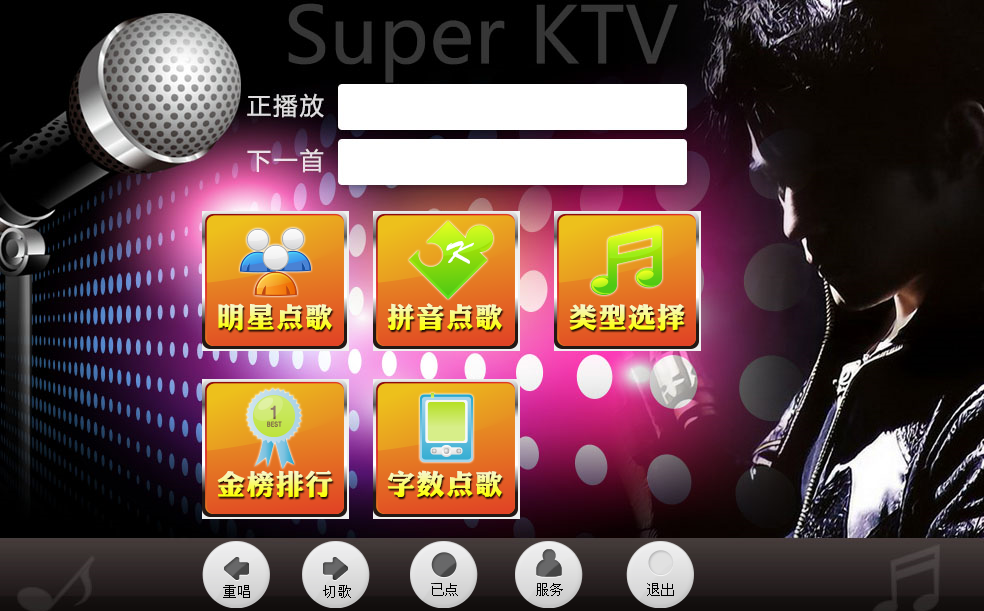 Super KTV
正播放
下一首
明星点歌
K
拼音点歌
类型选择
1
BEST
金榜排行
字数点歌
重唱
切歌
已点
服务
退出